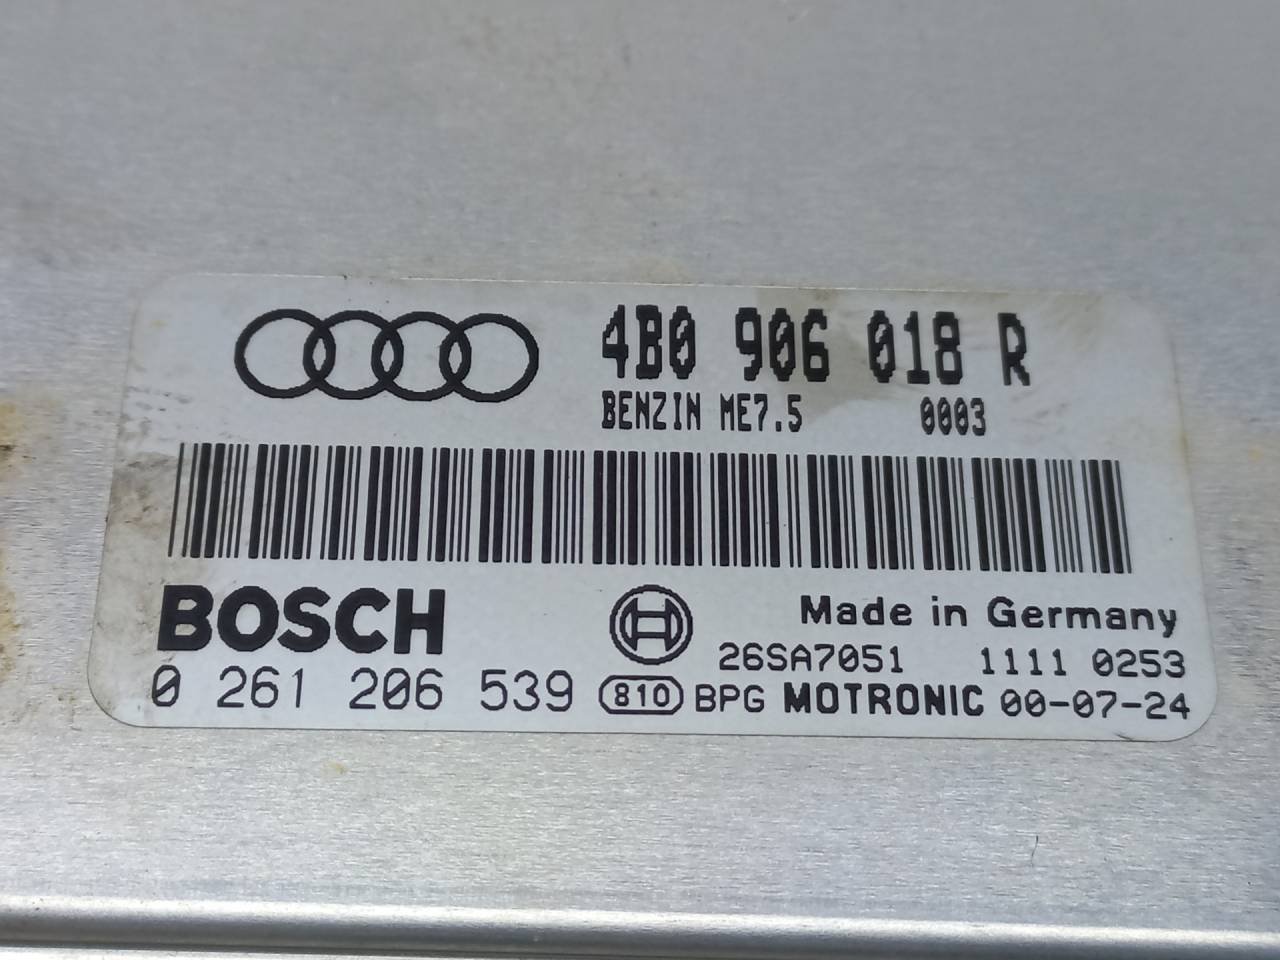 4B0 906 018 R
BENZIN ME7.5 0003
BOSCH
Made in Germany
26SA7051 1111 0253
0 261 206 539 810 BPG MOTRONIC 00-07-24